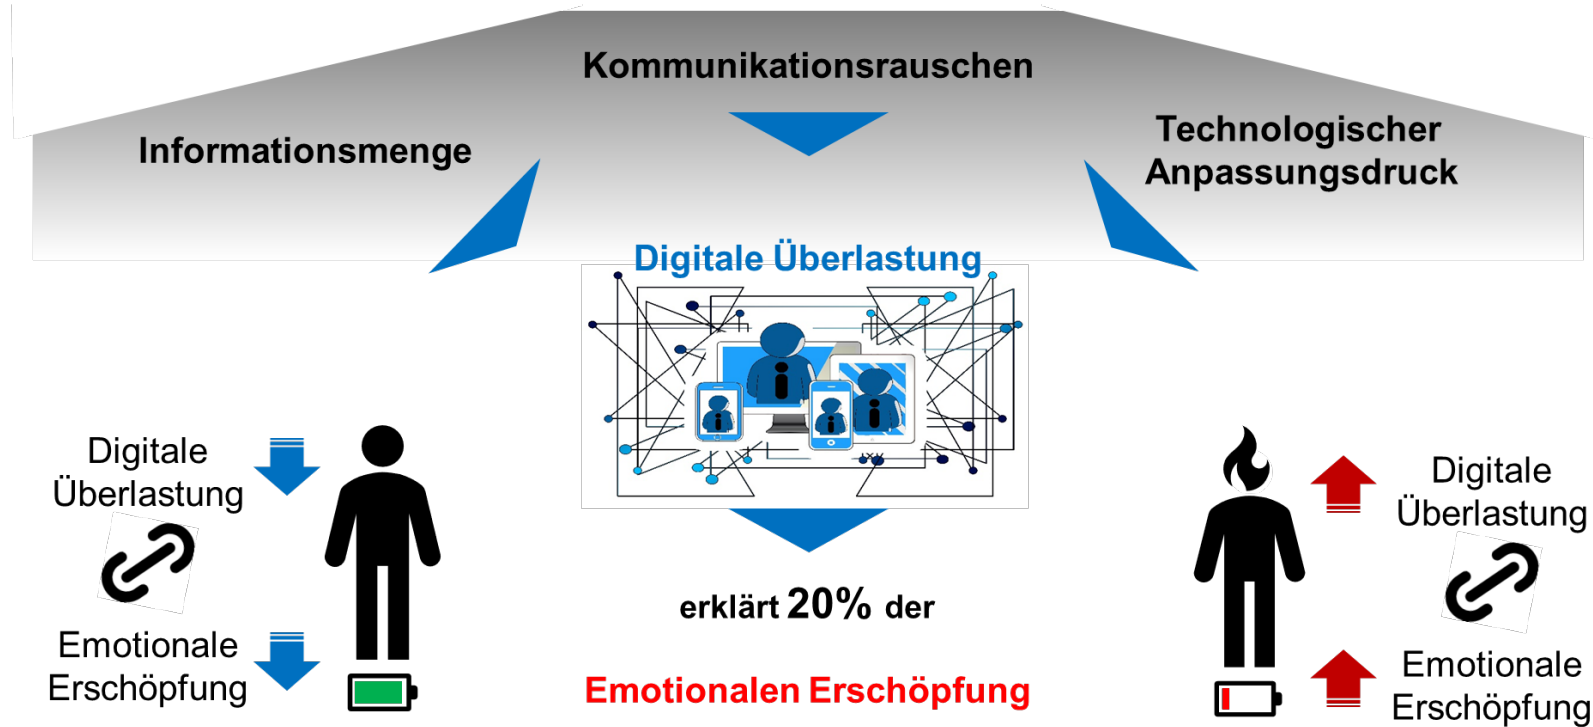 Kommunikationsrauschen
Informationsmenge
Technologischer
Anpassungsdruck
Digitale Überlastung
Digitale
Überlastung
Emotionale
Erschöpfung
erklärt 20% der
Emotionalen Erschöpfung
Digitale
Überlastung
Emotionale
Erschöpfung